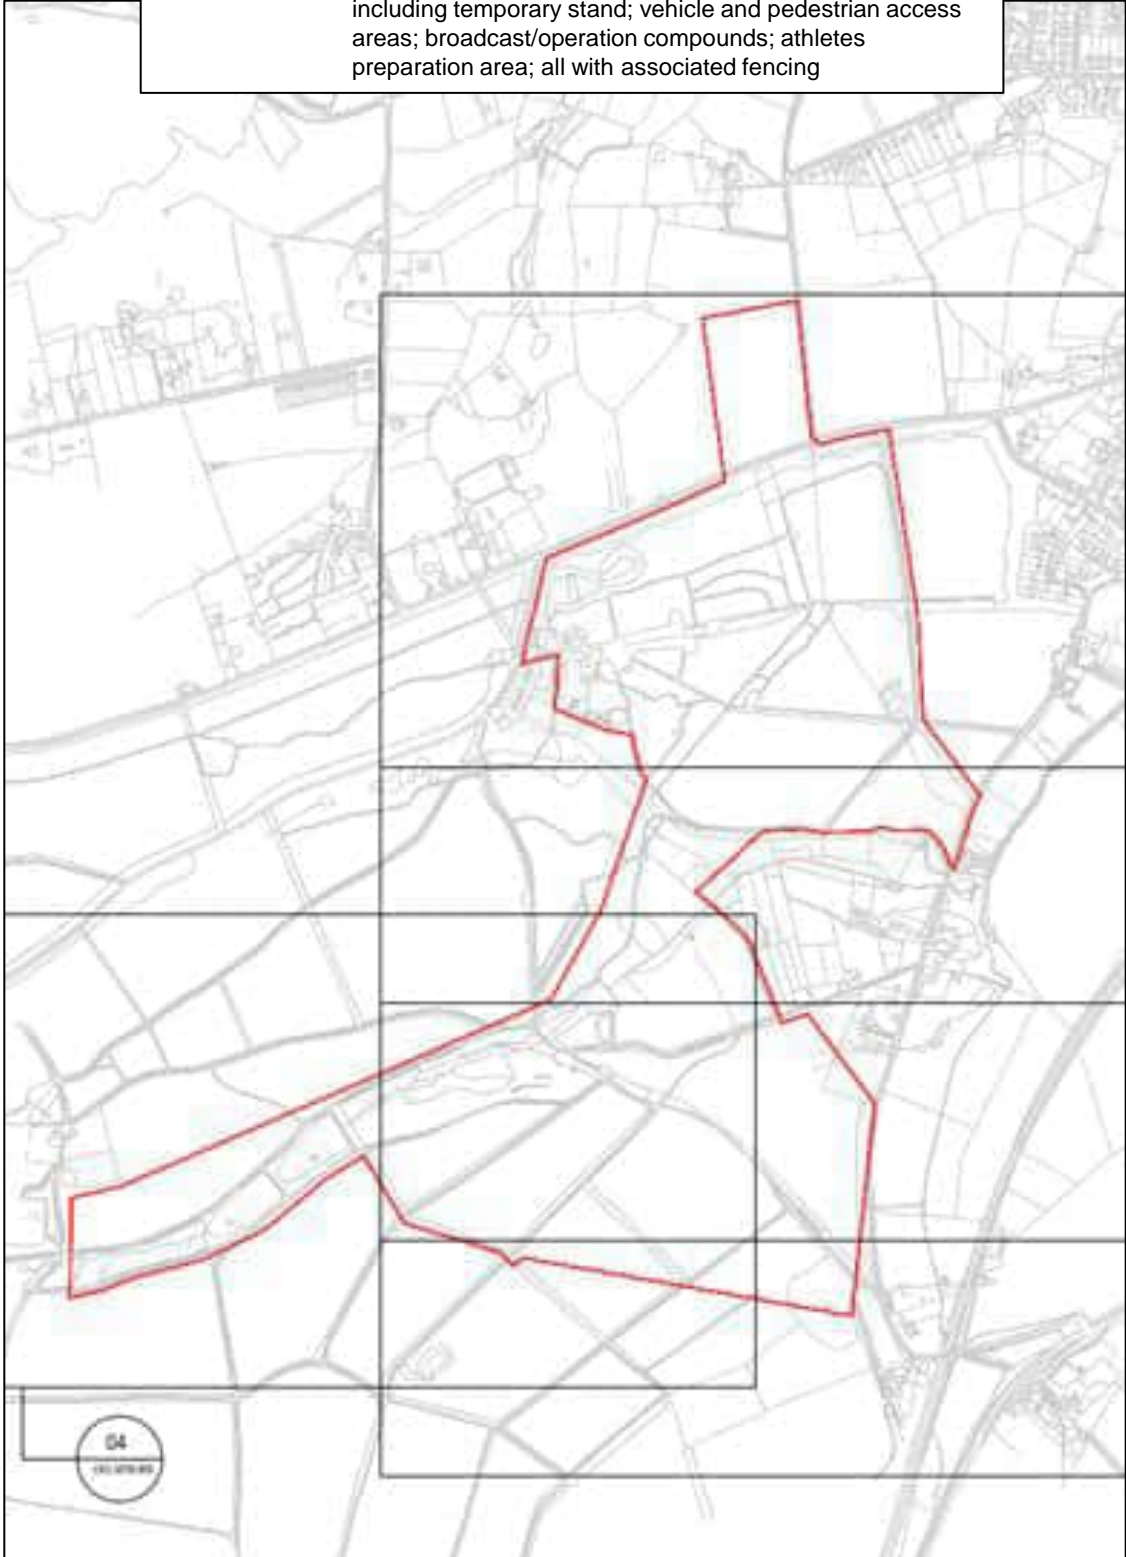 including temporary stand; vehicle and pedestrian access
areas; broadcast/operation compounds; athletes
preparation area; all with associated fencing
04